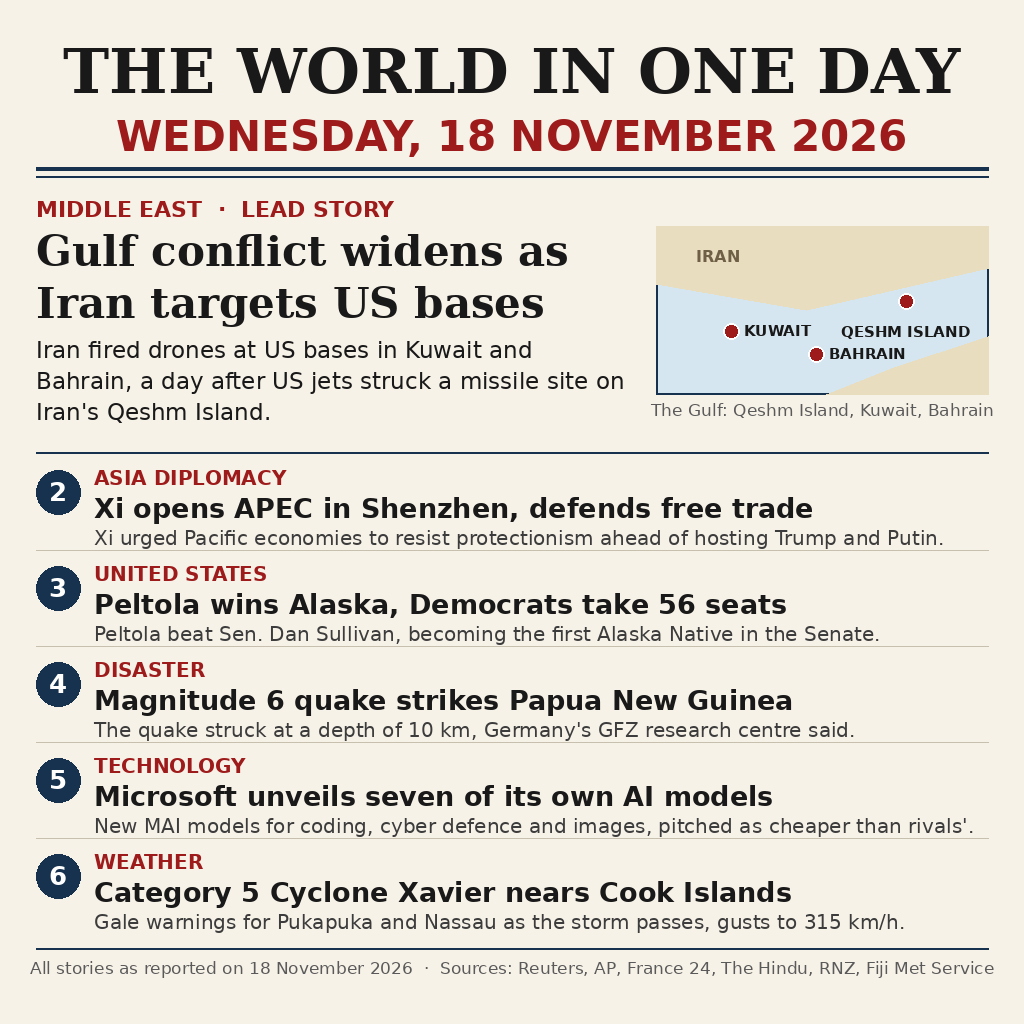 THE WORLD IN ONE DAY
WEDNESDAY, 18 NOVEMBER 2026
MIDDLE EAST · LEAD STORY
Gulf conflict widens as
Iran targets US bases
Iran fired drones at US bases in Kuwait and
Bahrain, a day after US jets struck a missile site on
Iran's Qeshm Island.
IRAN
KUWAIT
QESHM ISLAND
BAHRAIN
The Gulf: Qeshm Island, Kuwait, Bahrain
2
ASIA DIPLOMACY
Xi opens APEC in Shenzhen, defends free trade
Xi urged Pacific economies to resist protectionism ahead of hosting Trump and Putin.
3
UNITED STATES
Peltola wins Alaska, Democrats take 56 seats
Peltola beat Sen. Dan Sullivan, becoming the first Alaska Native in the Senate.
4
DISASTER
Magnitude 6 quake strikes Papua New Guinea
The quake struck at a depth of 10 km, Germany's GFZ research centre said.
5
TECHNOLOGY
Microsoft unveils seven of its own AI models
New MAI models for coding, cyber defence and images, pitched as cheaper than rivals'.
6
WEATHER
Category 5 Cyclone Xavier nears Cook Islands
Gale warnings for Pukapuka and Nassau as the storm passes, gusts to 315 km/h.
All stories as reported on 18 November 2026 · Sources: Reuters, AP, France 24, The Hindu, RNZ, Fiji Met Service